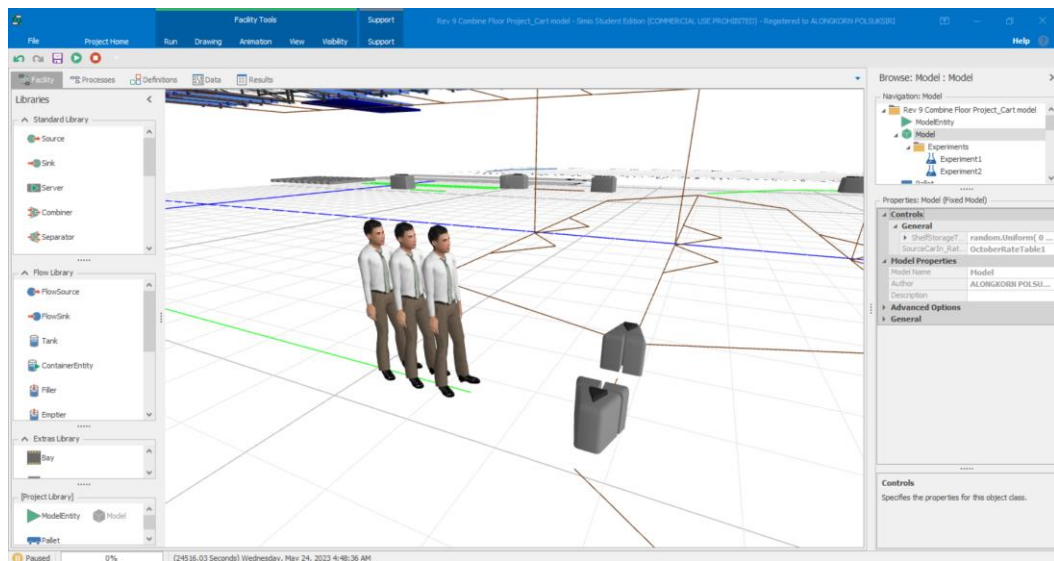 Facility Tools
Support
Rev 9 Combine Floor Project_Cart model - Simio Student Edition (COMMERCIAL USE PROHIBITED) - Registered to ALONGKORN POLSUKSIRI
File
Project Home
Run
Drawing
Animation
View
Visibility
Support
Help
Facility
Processes
Definitions
Data
Results
Browse: Model : Model
Libraries
Navigation: Model
Standard Library
Rev 9 Combine Floor Project_Cart model
ModelEntity
Source
Model
Experiments
Sink
Experiment1
Experiment2
Server
Properties: Model (Fixed Model)
Combiner
Controls
General
Separator
ShelfStorageT... random.Uniform( 0 ...
SourceCarIn_Rat... OctoberRateTable1
Model Properties
Flow Library
Model Name Model
Author ALONGKORN POLSU...
FlowSource
Description
Advanced Options
FlowSink
General
Tank
ContainerEntity
Filler
Emptier
Extras Library
Bay
Controls
[Project Library]
Specifies the properties for this object class.
ModelEntity
Model
Pallet
Paused
0%
(24516.03 Seconds) Wednesday, May 24, 2023 4:48:36 AM